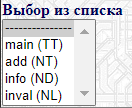 Выбор из списка
---------------
main (TT)
add (NT)
info (ND)
inval (NL)